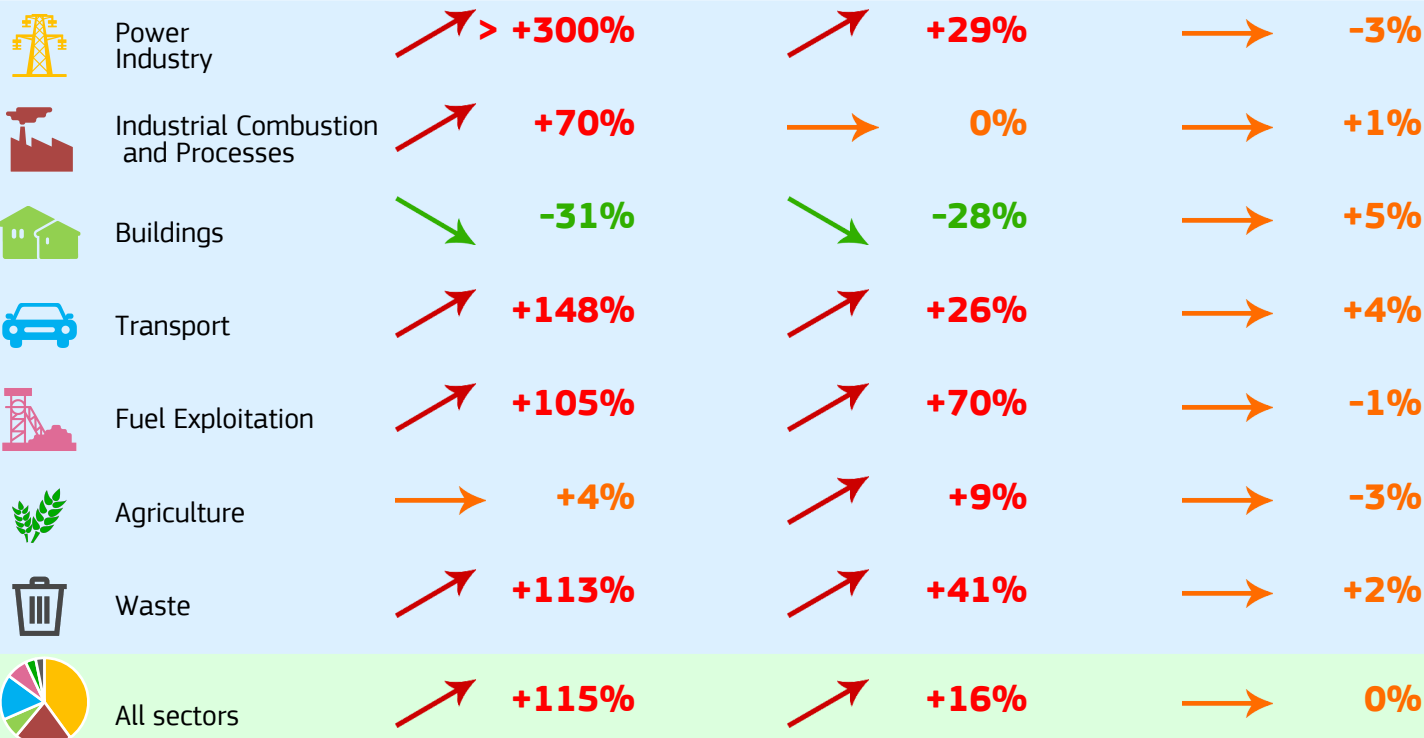 Power
Industry
> +300%
+29%
-3%
Industrial Combustion
and Processes
+70%
0%
+1%
Buildings
-31%
-28%
+5%
Transport
+148%
+26%
+4%
Fuel Exploitation
+105%
+70%
-1%
Agriculture
+4%
+9%
-3%
Waste
+113%
+41%
+2%
All sectors
+115%
+16%
0%